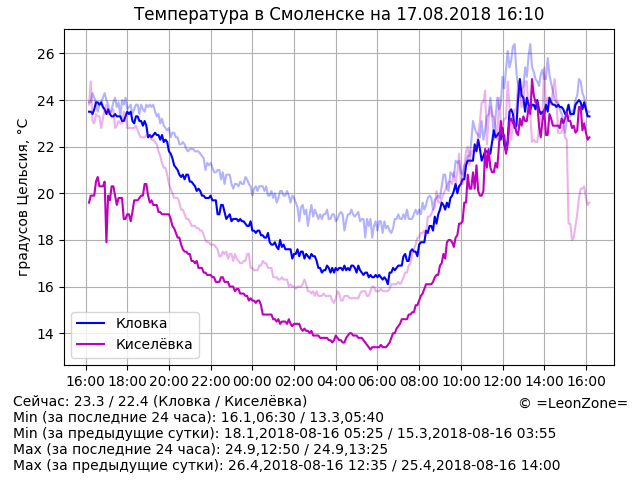 Температура в Смоленске на 17.08.2018 16:10
градусов Цельсия, °C
26
24
22
20
18
16
14
Кловка
Киселёвка
16:00 18:00 20:00 22:00 00:00 02:00 04:00 06:00 08:00 10:00 12:00 14:00 16:00
Сейчас: 23.3 / 22.4 (Кловка / Киселёвка)
© =LeonZone=
Min (за последние 24 часа): 16.1,06:30 / 13.3,05:40
Min (за предыдущие сутки): 18.1,2018-08-16 05:25 / 15.3,2018-08-16 03:55
Max (за последние 24 часа): 24.9,12:50 / 24.9,13:25
Max (за предыдущие сутки): 26.4,2018-08-16 12:35 / 25.4,2018-08-16 14:00